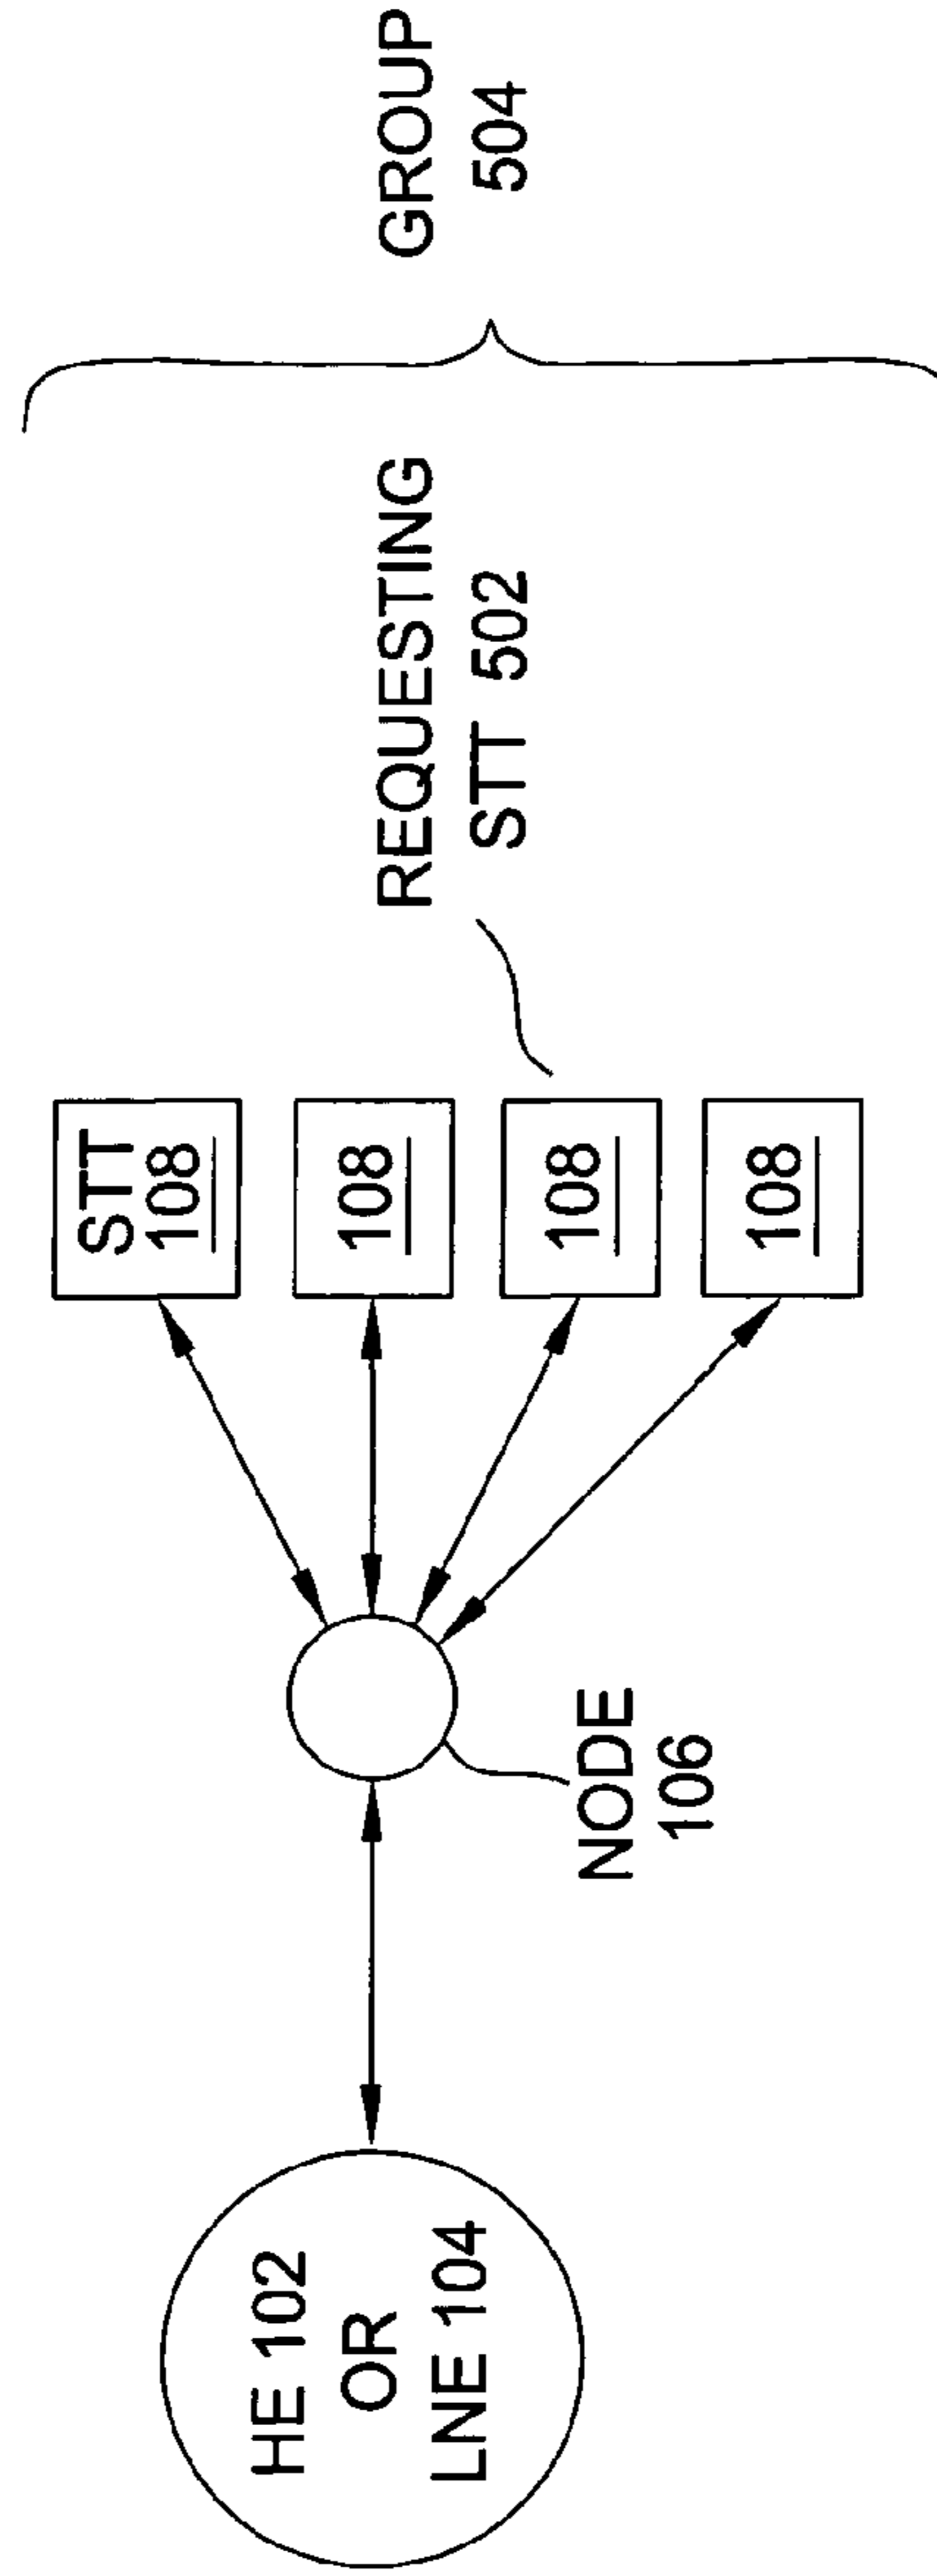 HE 102
OR
LNE 104
NODE
106
STT
108
108
108
108
REQUESTING
STT 502
GROUP
504